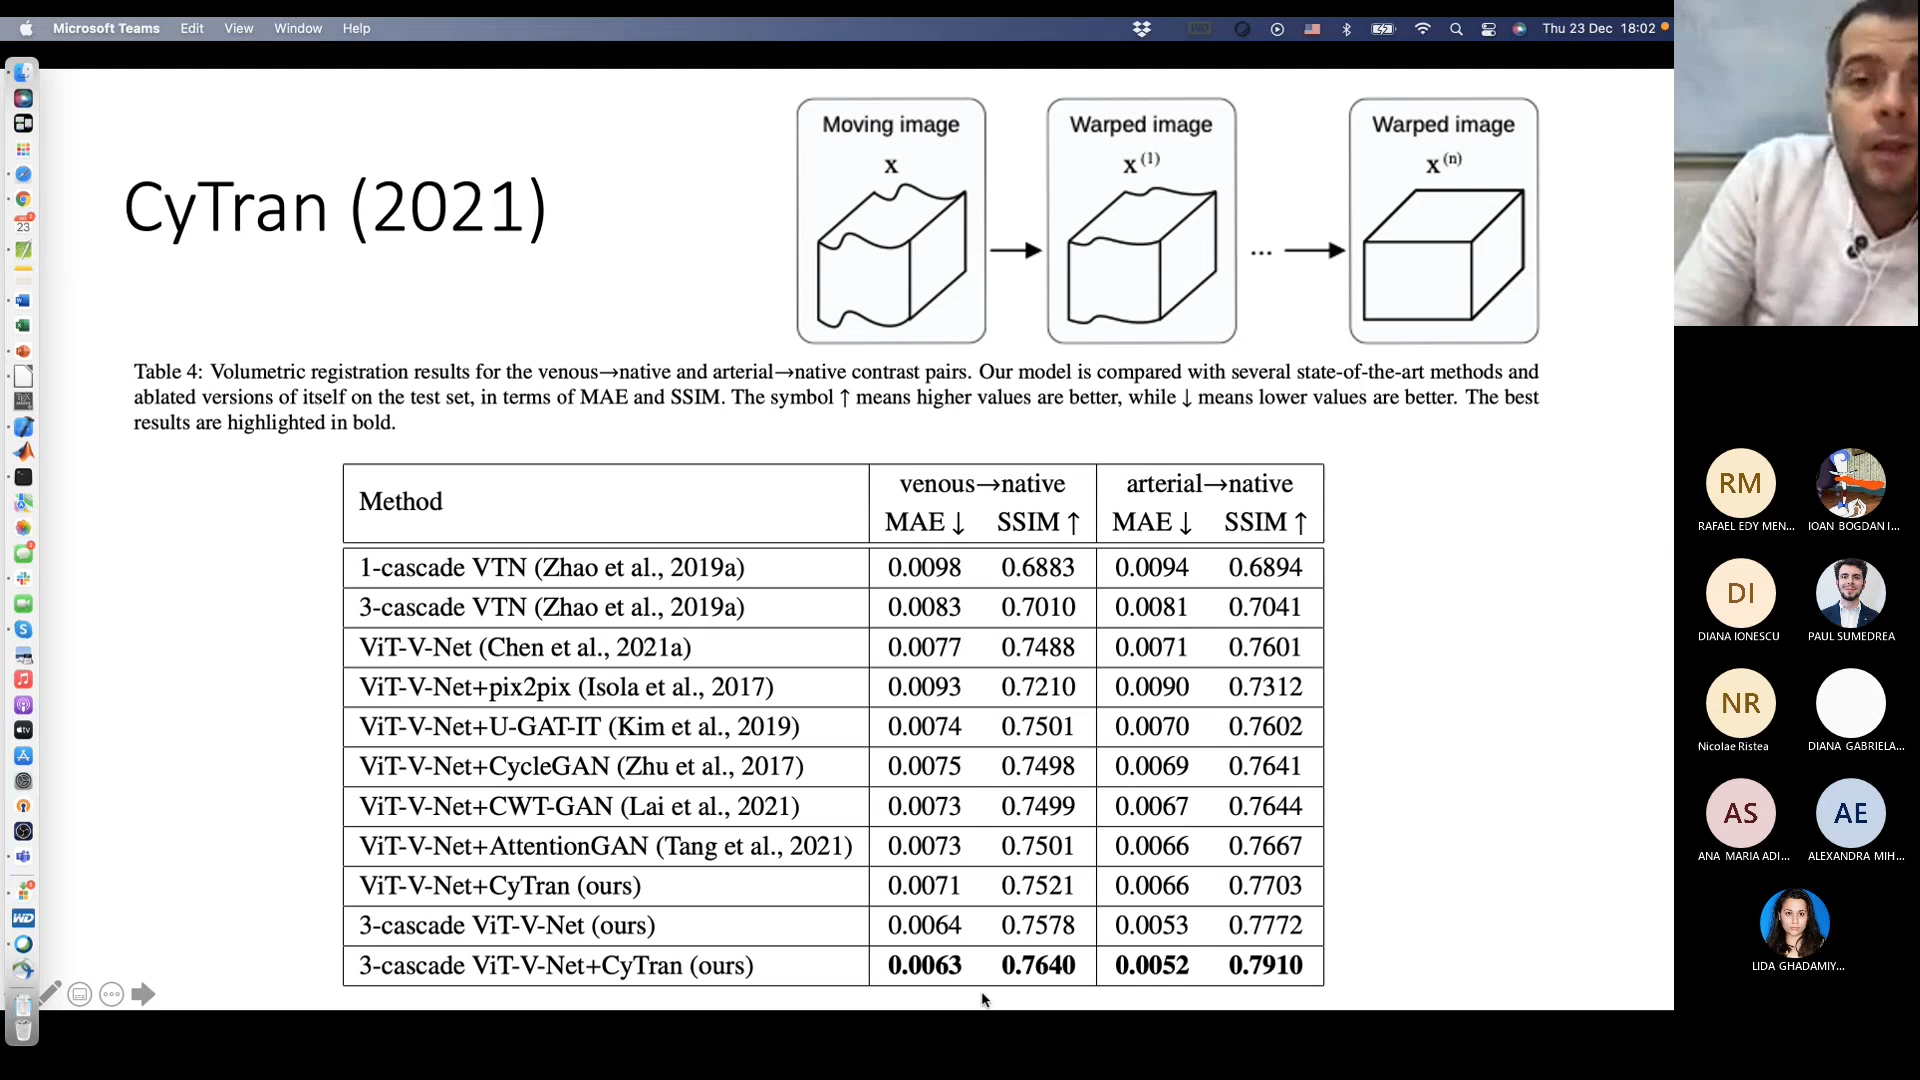 Microsoft Teams Edit View Window Help
Thu 23 Dec 18:02
23
Moving image
x
Warped image
x (1)
...
Warped image
x (n)
CyTran (2021)
Table 4: Volumetric registration results for the venous→native and arterial→native contrast pairs. Our model is compared with several state-of-the-art methods and
ablated versions of itself on the test set, in terms of MAE and SSIM. The symbol ↑ means higher values are better, while ↓ means lower values are better. The best
results are highlighted in bold.
Method venous→native arterial→native
MAE ↓ SSIM ↑ MAE ↓ SSIM ↑
1-cascade VTN (Zhao et al., 2019a) 0.0098 0.6883 0.0094 0.6894
3-cascade VTN (Zhao et al., 2019a) 0.0083 0.7010 0.0081 0.7041
ViT-V-Net (Chen et al., 2021a) 0.0077 0.7488 0.0071 0.7601
ViT-V-Net+pix2pix (Isola et al., 2017) 0.0093 0.7210 0.0090 0.7312
ViT-V-Net+U-GAT-IT (Kim et al., 2019) 0.0074 0.7501 0.0070 0.7602
ViT-V-Net+CycleGAN (Zhu et al., 2017) 0.0075 0.7498 0.0069 0.7641
ViT-V-Net+CWT-GAN (Lai et al., 2021) 0.0073 0.7499 0.0067 0.7644
ViT-V-Net+AttentionGAN (Tang et al., 2021) 0.0073 0.7501 0.0066 0.7667
ViT-V-Net+CyTran (ours) 0.0071 0.7521 0.0066 0.7703
3-cascade ViT-V-Net (ours) 0.0064 0.7578 0.0053 0.7772
3-cascade ViT-V-Net+CyTran (ours) 0.0063 0.7640 0.0052 0.7910
WD
RM
RAFAEL EDY MEN... IOAN BOGDAN I...
DI
DIANA IONESCU PAUL SUMEDREA
NR
Nicolae Ristea DIANA GABRIELA...
AS AE
ANA MARIA ADI... ALEXANDRA MIH...
LIDA GHADAMIY...